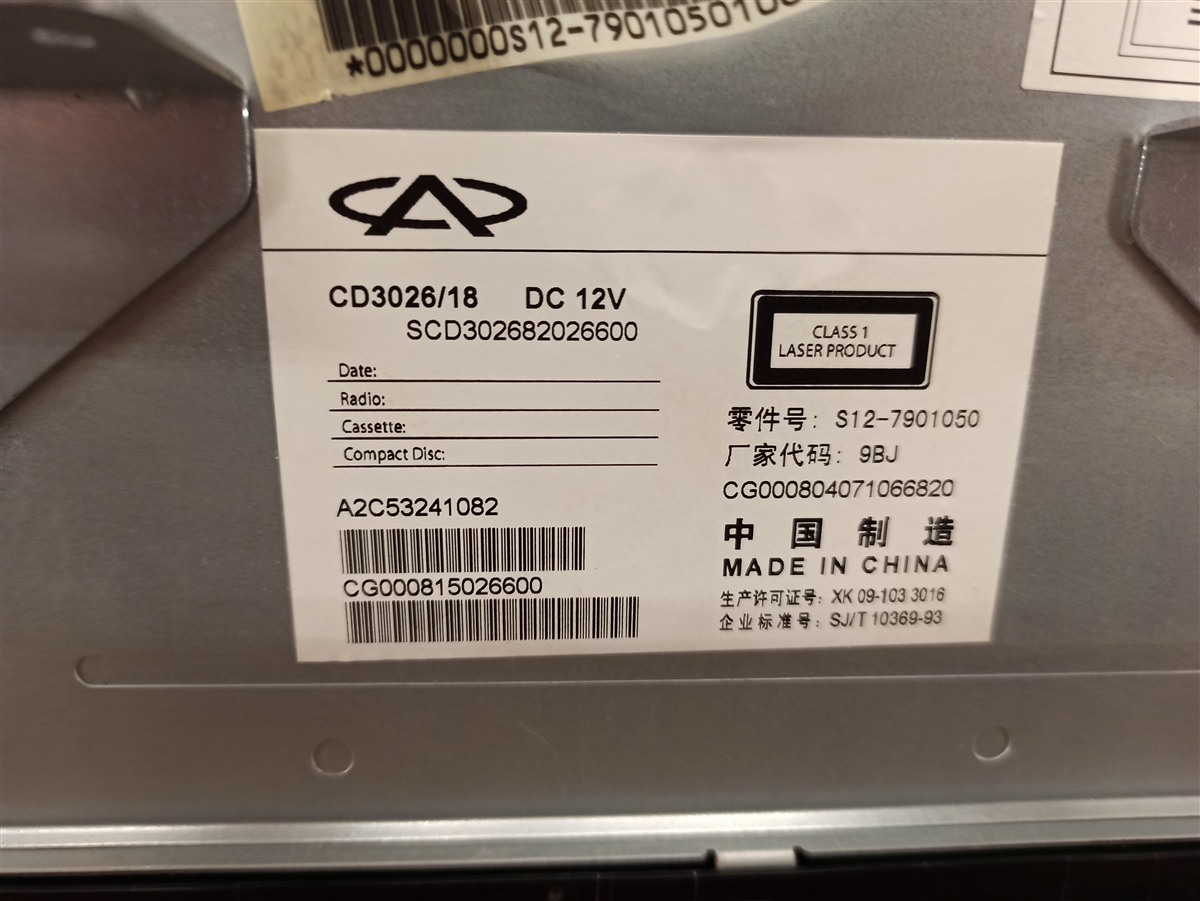 *0000000S12-7901050
CD3026/18 DC 12V
SCD302682026600
CLASS 1
LASER PRODUCT
Date:
Radio:
Cassette:
Compact Disc:
零件号: S12-7901050
厂家代码: 9BJ
CG000804071066820
A2C53241082
CG000815026600
中国制造
MADE IN CHINA
生产许可证号: XK 09-103 3016
企业标准号: SJ/T 10369-93